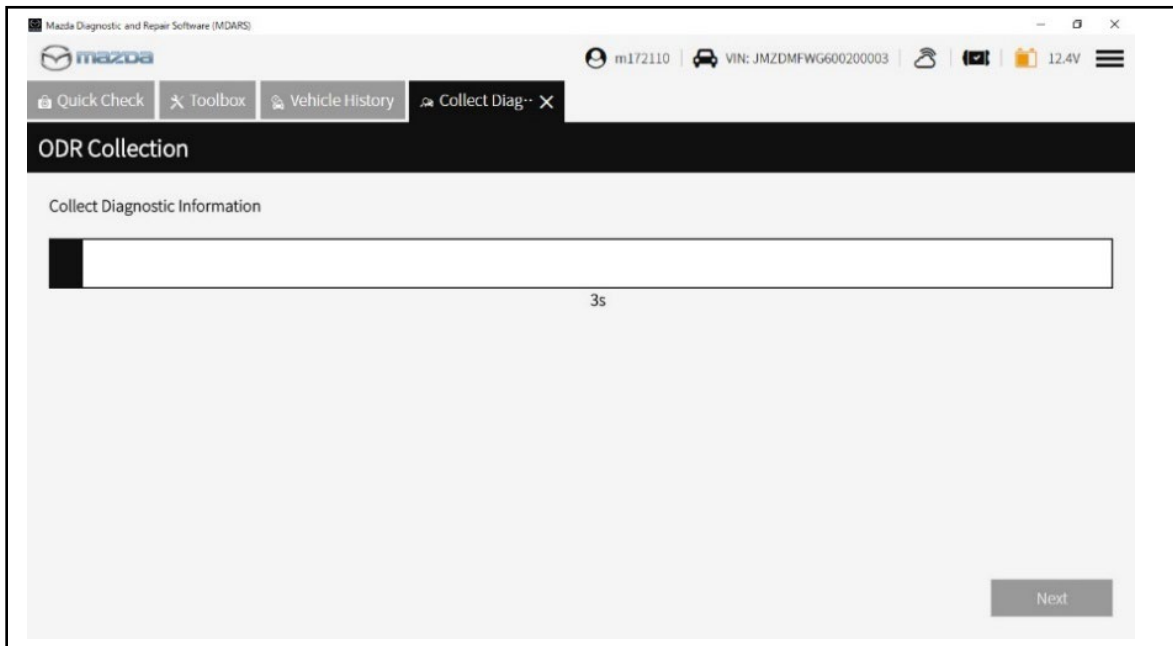 Mazda Diagnostic and Repair Software (MDARS)
mazda m172110 VIN: JMZDMFWG600200003 12.4V
Quick Check Toolbox Vehicle History Collect Diag··
ODR Collection
Collect Diagnostic Information
3s
Next